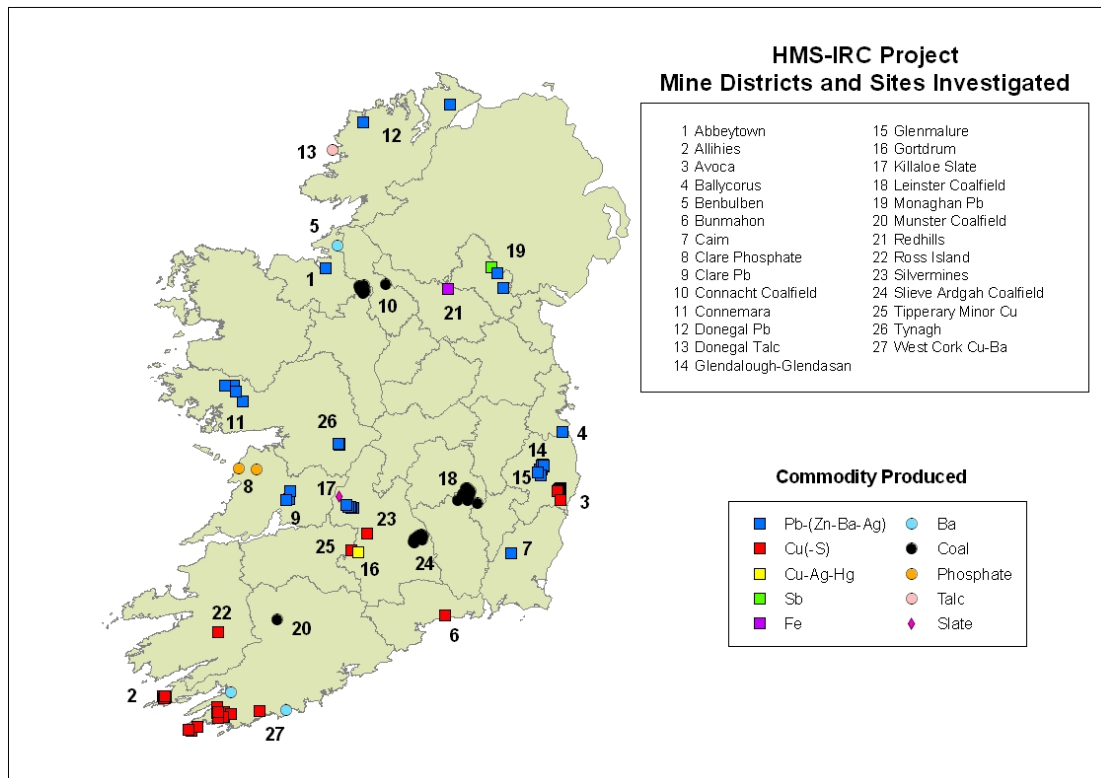 HMS-IRC Project
Mine Districts and Sites Investigated
1 Abbeytown
2 Allihies
3 Avoca
4 Ballycorus
5 Benbulben
6 Bunmahon
7 Caim
8 Clare Phosphate
9 Clare Pb
10 Connacht Coalfield
11 Connemara
12 Donegal Pb
13 Donegal Talc
14 Glendalough-Glendasan
15 Glenmalure
16 Gortdrum
17 Killaloe Slate
18 Leinster Coalfield
19 Monaghan Pb
20 Munster Coalfield
21 Redhills
22 Ross Island
23 Silvermines
24 Slieve Ardgah Coalfield
25 Tipperary Minor Cu
26 Tynagh
27 West Cork Cu-Ba
12
13
5
19
1
10
21
11
26
4
14
15
8
17
18
3
9
23
25
16
24
7
22
20
6
2
27
Commodity Produced
Pb-(Zn-Ba-Ag)
Cu(-S)
Cu-Ag-Hg
Sb
Fe
Ba
Coal
Phosphate
Talc
Slate